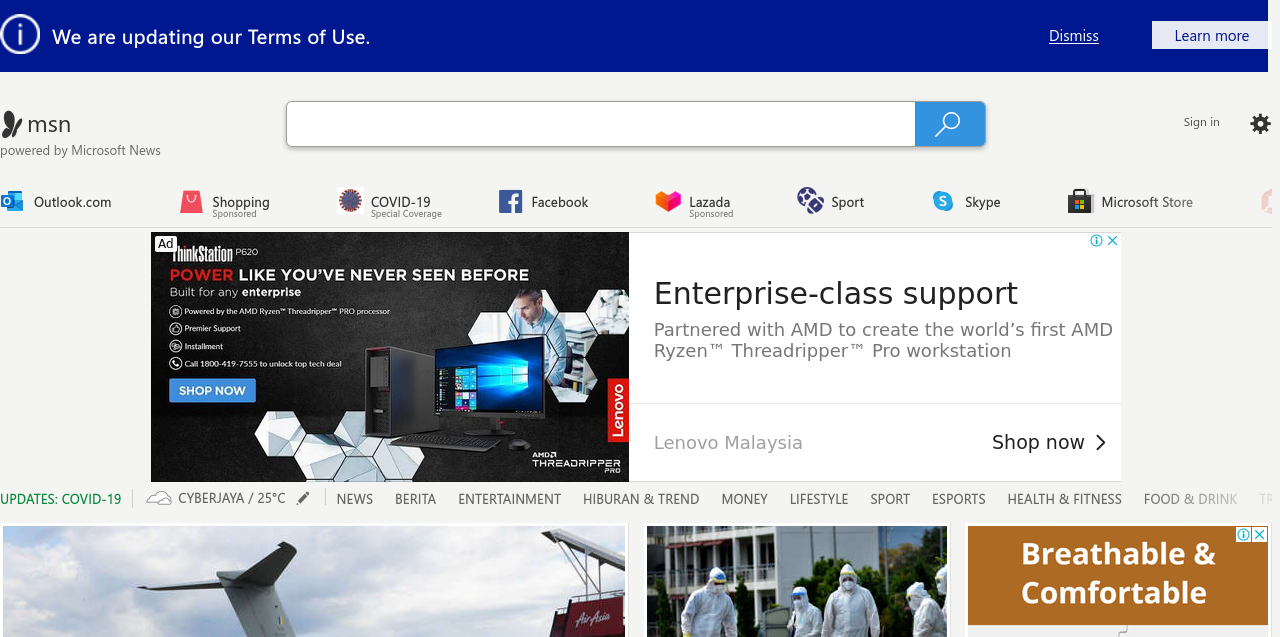 We are updating our Terms of Use.
Dismiss
Learn more
msn
powered by Microsoft News
Sign in
Outlook.com
Shopping
Sponsored
COVID-19
Special Coverage
Facebook
Lazada
Sponsored
Sport
Skype
Microsoft Store
Ad
ThinkStation P620
POWER LIKE YOU'VE NEVER SEEN BEFORE
Built for any enterprise
Powered by the AMD Ryzen™ Threadripper™ PRO processor
Premier Support
Installment
Call 1800-419-7555 to unlock top tech deal
SHOP NOW
Lenovo
AMD
THREADRIPPER
PRO
Enterprise-class support
Partnered with AMD to create the world's first AMD
Ryzen™ Threadripper™ Pro workstation
Lenovo Malaysia
Shop now
UPDATES: COVID-19
CYBERJAYA / 25°C
NEWS
BERITA
ENTERTAINMENT
HIBURAN & TREND
MONEY
LIFESTYLE
SPORT
ESPORTS
HEALTH & FITNESS
FOOD & DRINK
TR
AirAsia
Breathable &
Comfortable